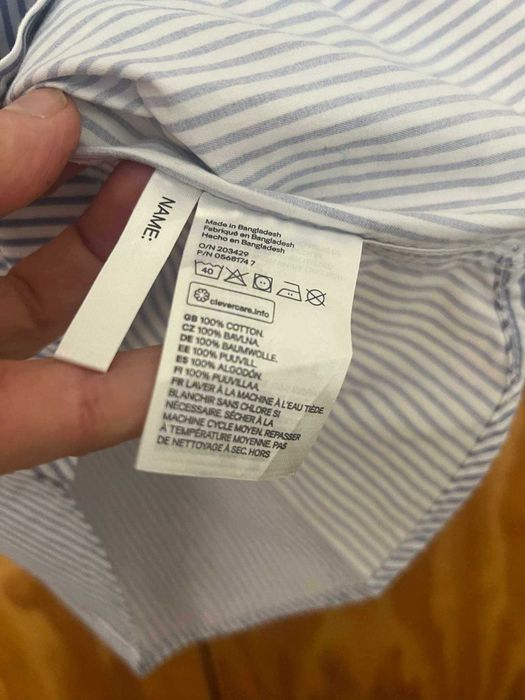 NAME:
Made in Bangladesh
Fabriqué en Bangladesh
Hecho en Bangladesh
O/N 203429
P/N 0568174 7
40
clevercare.info
GB 100% COTTON.
CZ 100% BAVLNA.
DE 100% BAUMWOLLE.
EE 100% PUUVILL.
ES 100% ALGODÓN.
FI 100% PUUVILLAA.
FR LAVER À LA MACHINE À L'EAU TIÈDE.
BLANCHIR SANS CHLORE SI
NÉCESSAIRE. SÉCHER À LA
MACHINE CYCLE MOYEN. REPASSER
À TEMPÉRATURE MOYENNE. PAS
DE NETTOYAGE À SEC. HORS